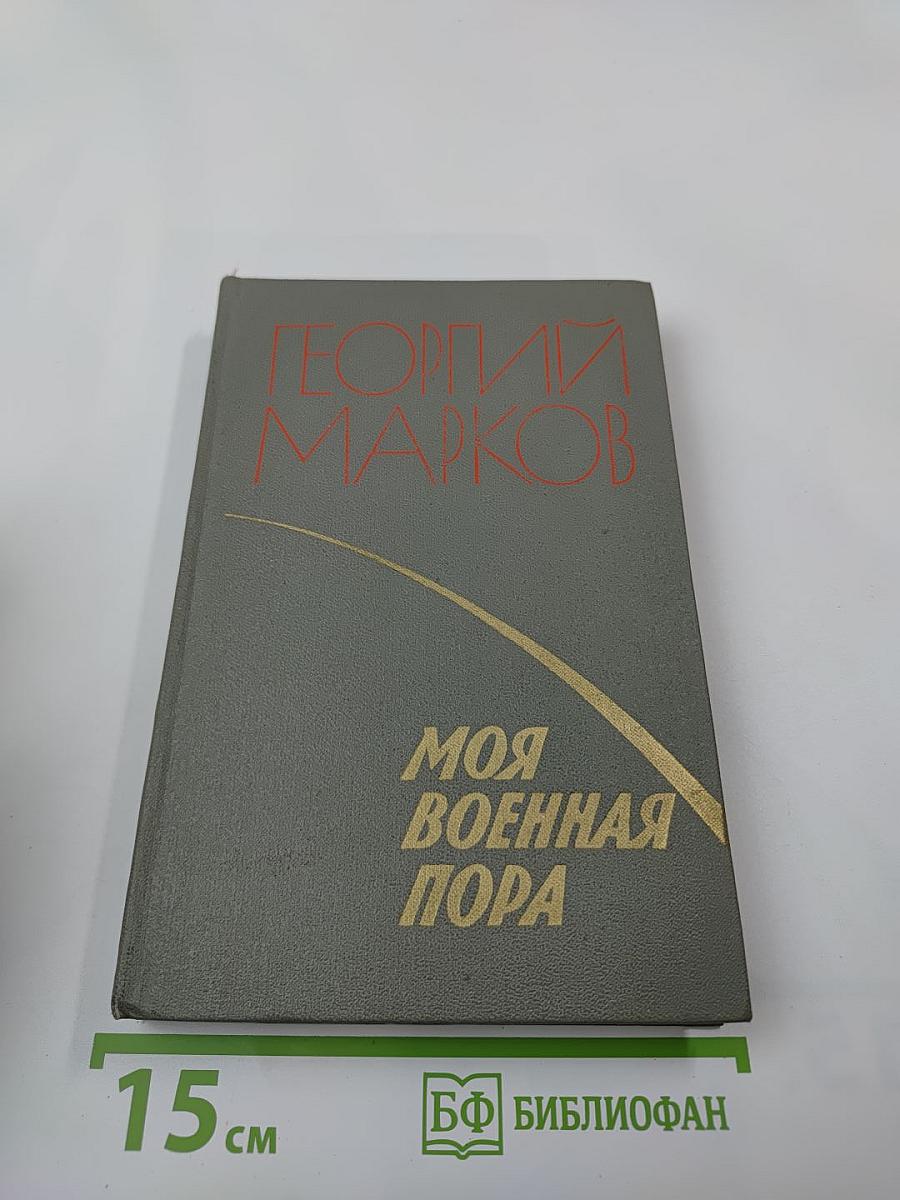 ГЕОРГИЙ
МАРКОВ
МОЯ
ВОЕННАЯ
ПОРА
15 см
БФ БИБЛИОФАН